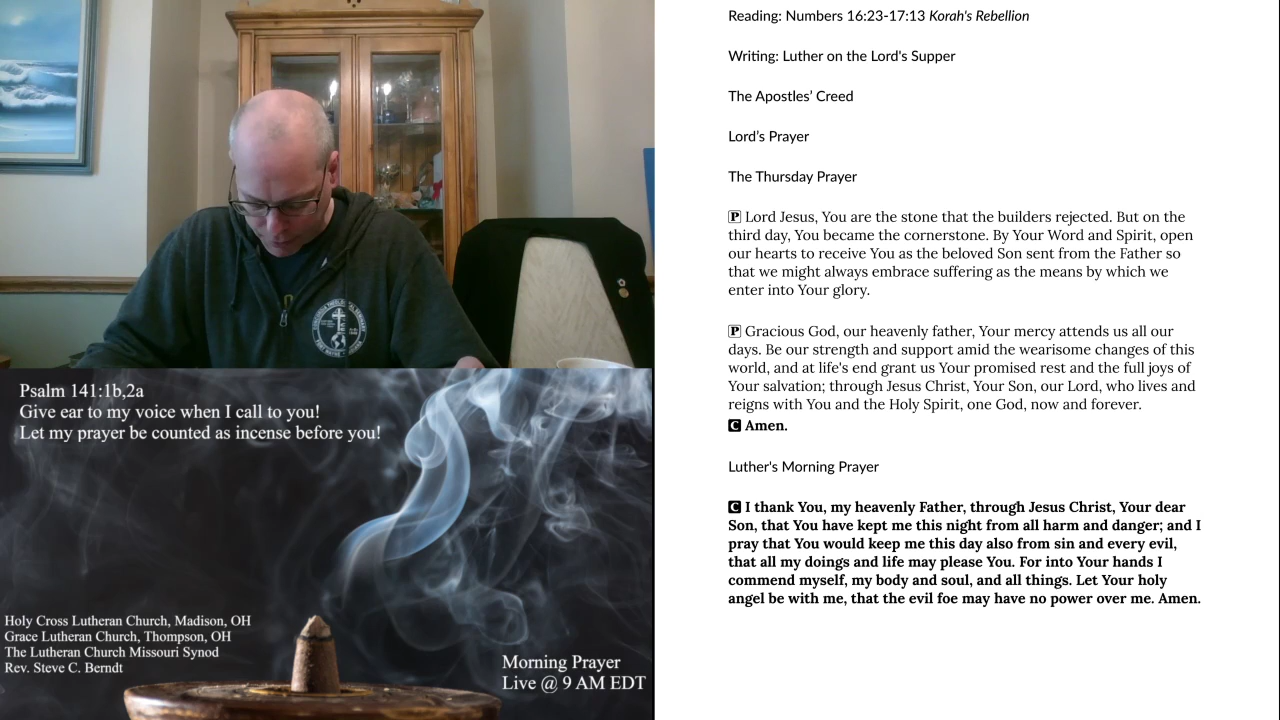 Psalm 141:1b,2a
Give ear to my voice when I call to you!
Let my prayer be counted as incense before you!
Holy Cross Lutheran Church, Madison, OH
Grace Lutheran Church, Thompson, OH
The Lutheran Church Missouri Synod
Rev. Steve C. Berndt
Morning Prayer
Live @ 9 AM EDT
Reading: Numbers 16:23-17:13 Korah's Rebellion
Writing: Luther on the Lord's Supper
The Apostles’ Creed
Lord’s Prayer
The Thursday Prayer
P Lord Jesus, You are the stone that the builders rejected. But on the
third day, You became the cornerstone. By Your Word and Spirit, open
our hearts to receive You as the beloved Son sent from the Father so
that we might always embrace suffering as the means by which we
enter into Your glory.
P Gracious God, our heavenly father, Your mercy attends us all our
days. Be our strength and support amid the wearisome changes of this
world, and at life's end grant us Your promised rest and the full joys of
Your salvation; through Jesus Christ, Your Son, our Lord, who lives and
reigns with You and the Holy Spirit, one God, now and forever.
C Amen.
Luther's Morning Prayer
C I thank You, my heavenly Father, through Jesus Christ, Your dear
Son, that You have kept me this night from all harm and danger; and I
pray that You would keep me this day also from sin and every evil,
that all my doings and life may please You. For into Your hands I
commend myself, my body and soul, and all things. Let Your holy
angel be with me, that the evil foe may have no power over me. Amen.